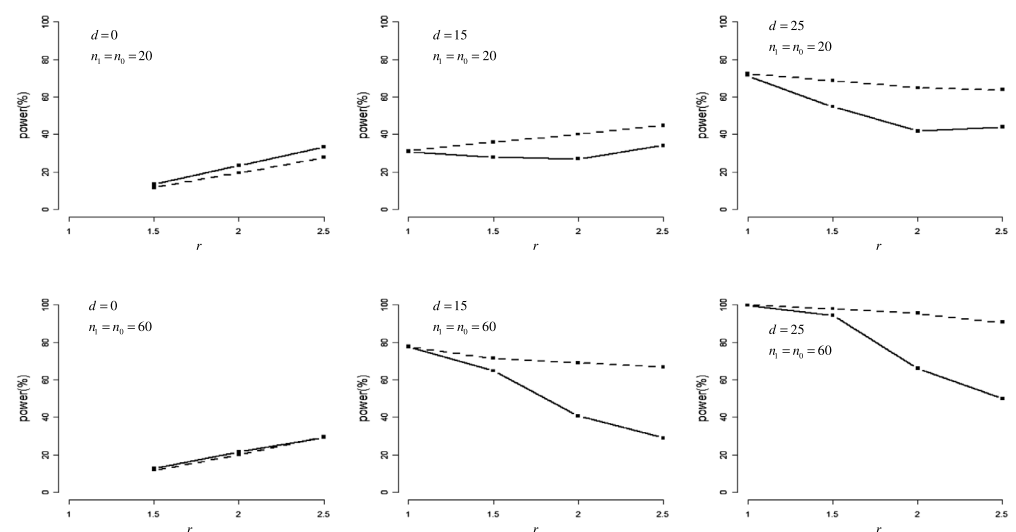 d = 0
n₁ = n₀ = 20
power(%)
0
20
40
60
80
100
1
1.5
2
2.5
r
d = 15
n₁ = n₀ = 20
power(%)
0
20
40
60
80
100
1
1.5
2
2.5
r
d = 25
n₁ = n₀ = 20
power(%)
0
20
40
60
80
100
1
1.5
2
2.5
r
d = 0
n₁ = n₀ = 60
power(%)
0
20
40
60
80
100
1
1.5
2
2.5
r
d = 15
n₁ = n₀ = 60
power(%)
0
20
40
60
80
100
1
1.5
2
2.5
r
d = 25
n₁ = n₀ = 60
power(%)
0
20
40
60
80
100
1
1.5
2
2.5
r